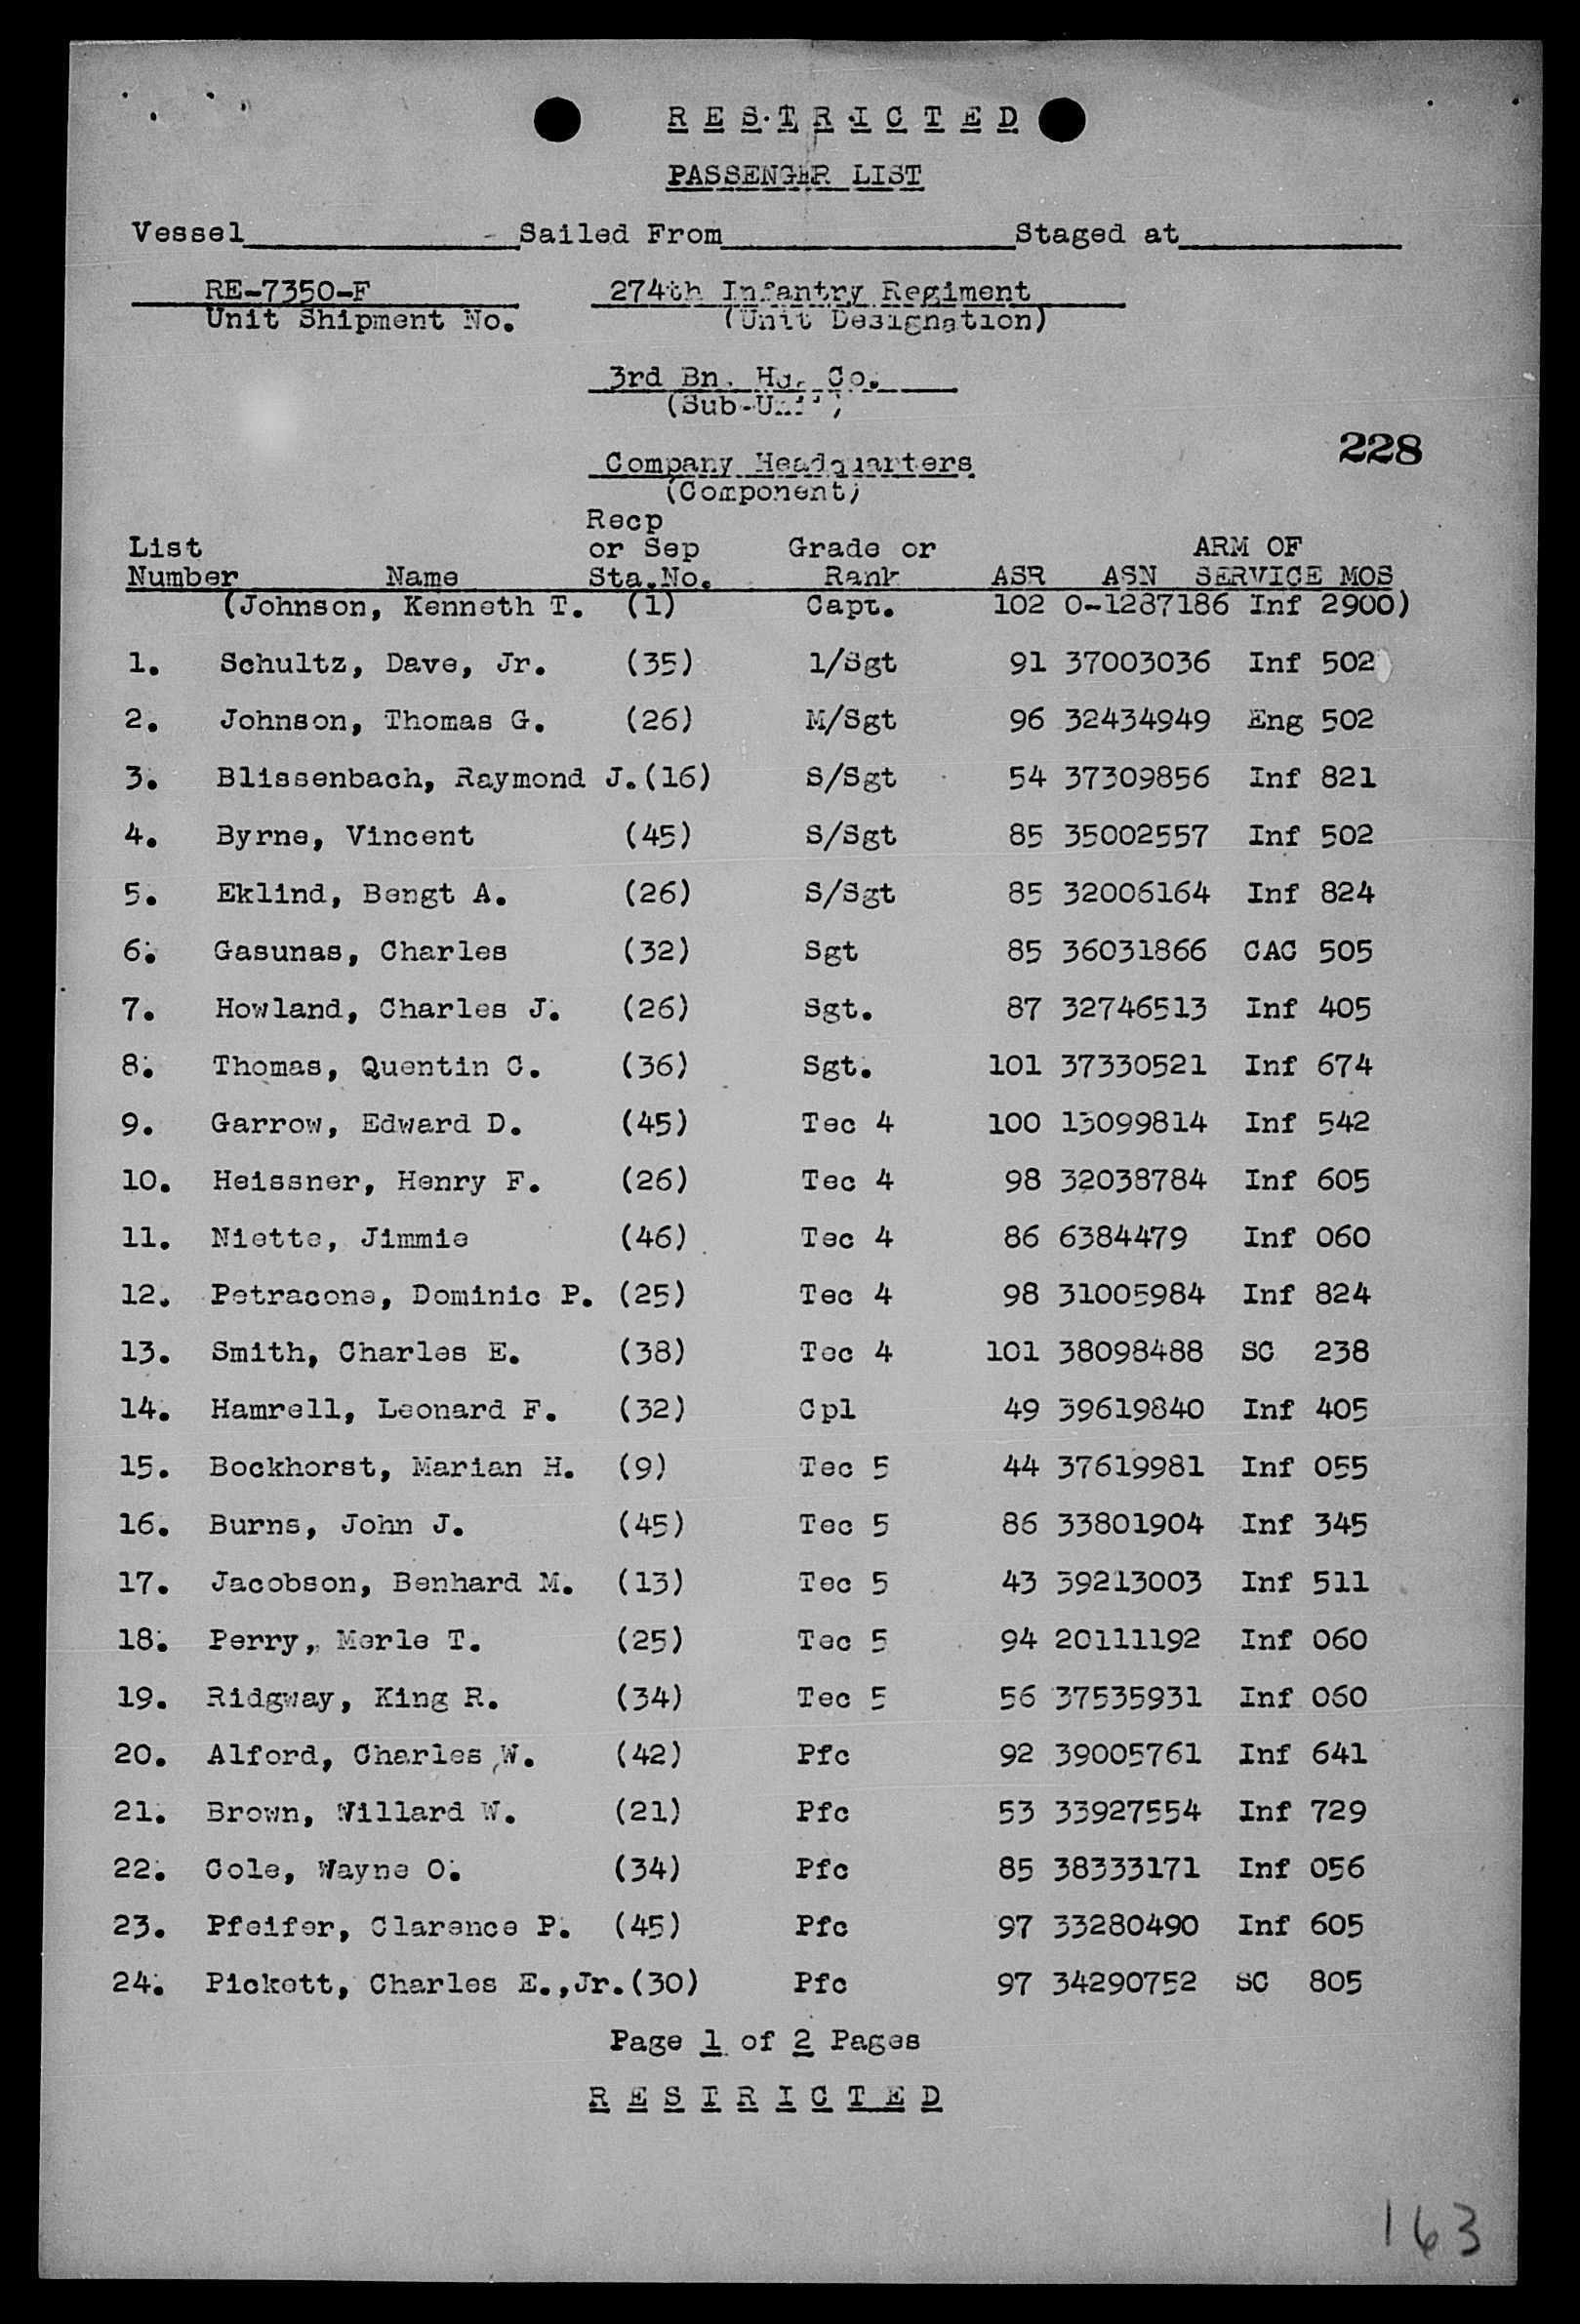 RESTRICTED
PASSENGER LIST
Vessel Sailed From Staged at
RE-7350-F 274th Infantry Regiment
Unit Shipment No. (Unit Designation)
3rd Bn. Hq. Co.
(Sub-Unit)
228
Company Headquarters
(Component)
Recp
List or Sep Grade or ARM OF
Number Name Sta.No. Rank ASR ASN SERVICE MOS
(Johnson, Kenneth T. (1) Capt. 102 O-1287186 Inf 2900)
1. Schultz, Dave, Jr. (35) 1/Sgt 91 37003036 Inf 502
2. Johnson, Thomas G. (26) M/Sgt 96 32434949 Eng 502
3. Blissenbach, Raymond J.(16) S/Sgt 54 37309856 Inf 821
4. Byrne, Vincent (45) S/Sgt 85 35002557 Inf 502
5. Eklind, Bengt A. (26) S/Sgt 85 32006164 Inf 824
6. Gasunas, Charles (32) Sgt 85 36031866 CAC 505
7. Howland, Charles J. (26) Sgt. 87 32746513 Inf 405
8. Thomas, Quentin C. (36) Sgt. 101 37330521 Inf 674
9. Garrow, Edward D. (45) Tec 4 100 13099814 Inf 542
10. Heissner, Henry F. (26) Tec 4 98 32038784 Inf 605
11. Niette, Jimmie (46) Tec 4 86 6384479 Inf 060
12. Petracone, Dominic P. (25) Tec 4 98 31005984 Inf 824
13. Smith, Charles E. (38) Tec 4 101 38098488 SC 238
14. Hamrell, Leonard F. (32) Cpl 49 39619840 Inf 405
15. Bockhorst, Marian H. (9) Tec 5 44 37619981 Inf 055
16. Burns, John J. (45) Tec 5 86 33801904 Inf 345
17. Jacobson, Benhard M. (13) Tec 5 43 39213003 Inf 511
18. Perry, Merle T. (25) Tec 5 94 20111192 Inf 060
19. Ridgway, King R. (34) Tec 5 56 37535931 Inf 060
20. Alford, Charles W. (42) Pfc 92 39005761 Inf 641
21. Brown, Willard W. (21) Pfc 53 33927554 Inf 729
22. Cole, Wayne O. (34) Pfc 85 38333171 Inf 056
23. Pfeifer, Clarence P. (45) Pfc 97 33280490 Inf 605
24. Pickett, Charles E.,Jr.(30) Pfc 97 34290752 SC 805
Page 1 of 2 Pages
RESTRICTED
163